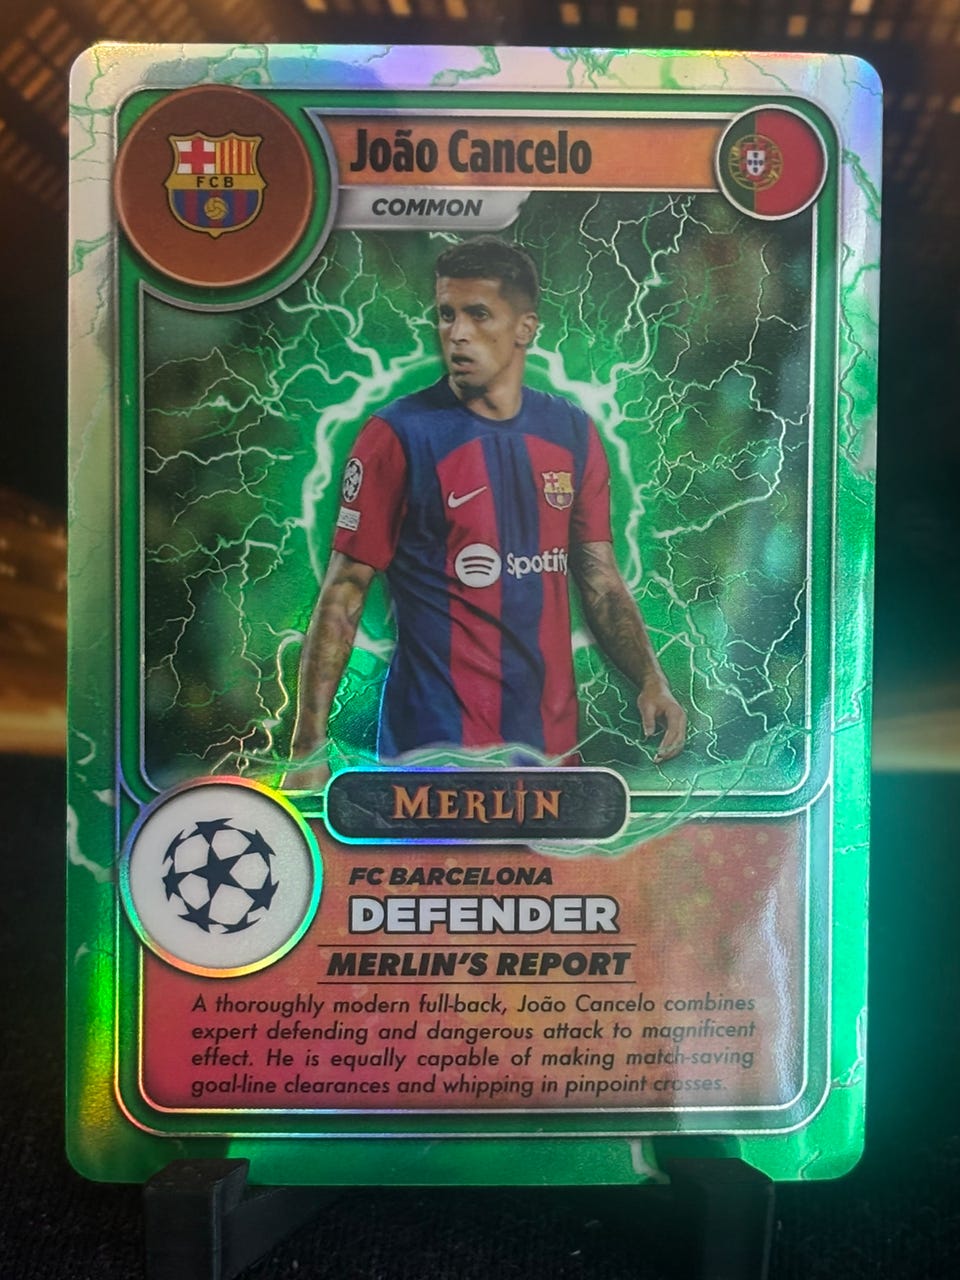 João Cancelo
FCB
COMMON
Spotify
MERLIN
FC BARCELONA
DEFENDER
MERLIN'S REPORT
A thoroughly modern full-back, João Cancelo combines
expert defending and dangerous attack to magnificent
effect. He is equally capable of making match-saving
goal-line clearances and whipping in pinpoint crosses.